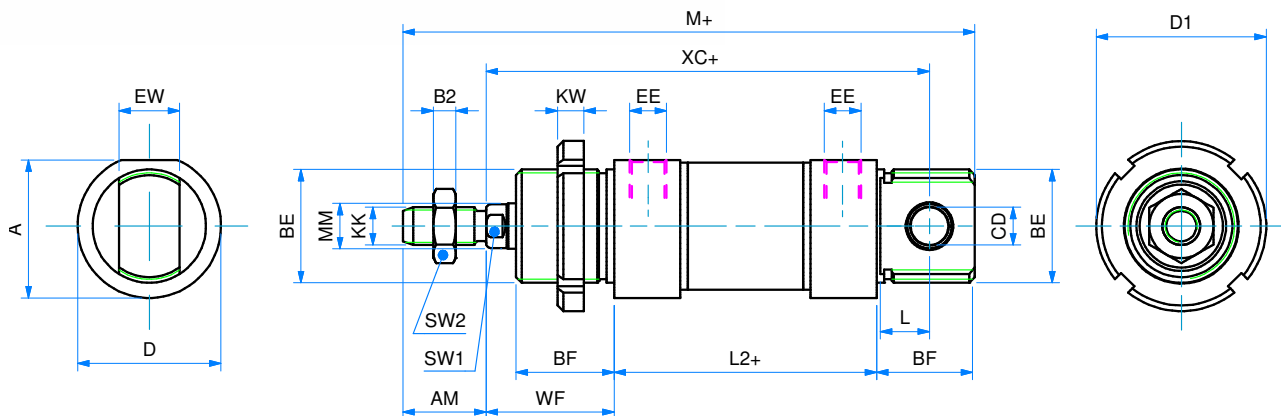 M+
D1
XC+
EW
B2
KW
EE
EE
A
BE
MM
KK
CD
BE
SW2
L
D
SW1
BF
L2+
BF
AM
WF